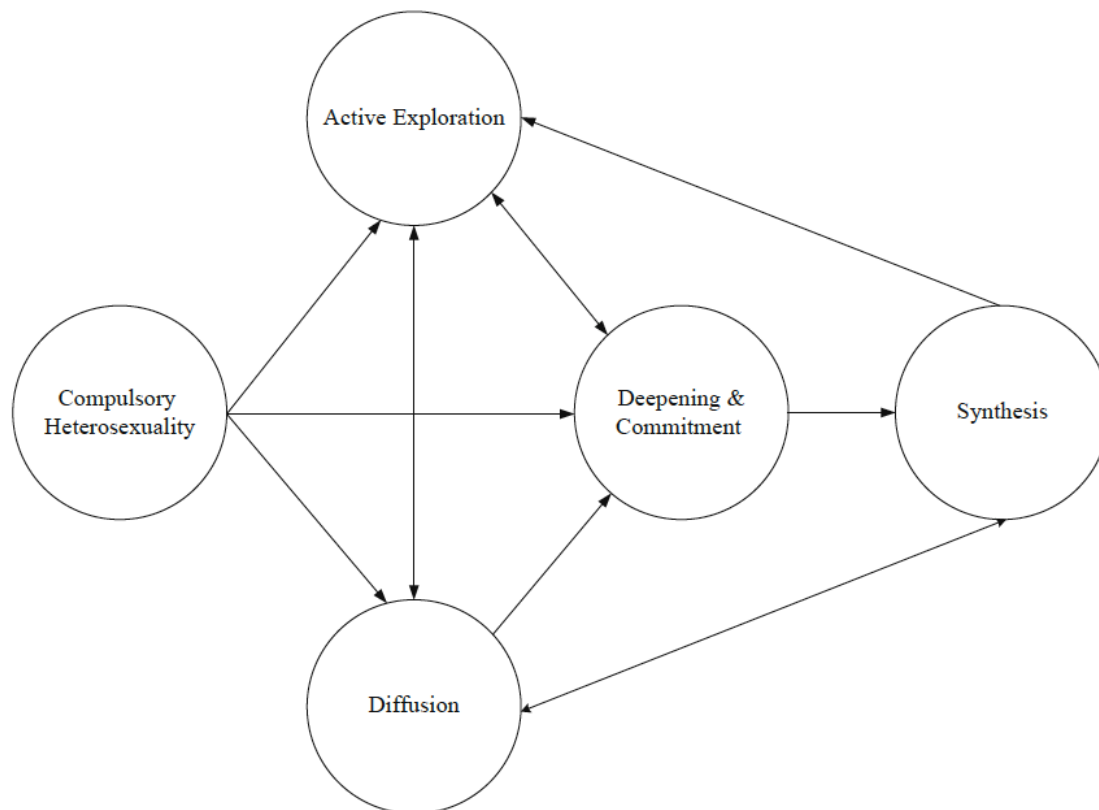 Active Exploration
Compulsory
Heterosexuality
Deepening &
Commitment
Synthesis
Diffusion